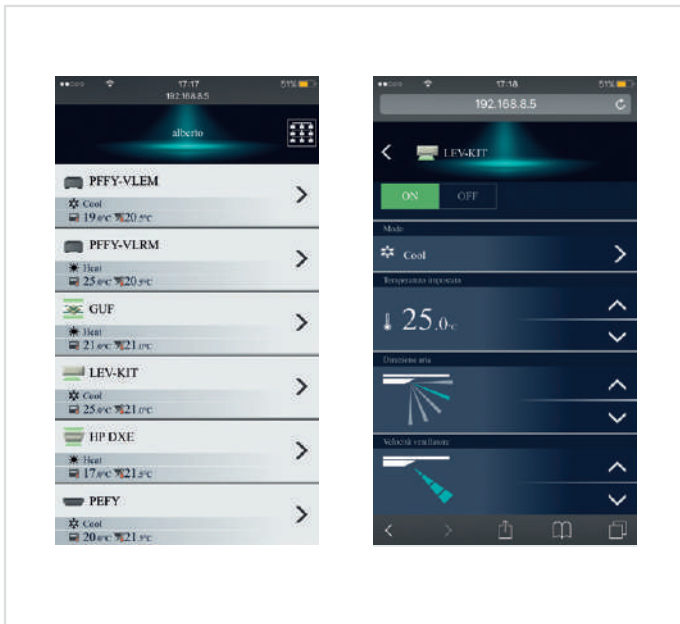 17:17
51%
192.168.8.5
alberto
PFFY-VLEM
Cool
19.0°C 20.5°C
PFFY-VLRM
Heat
25.0°C 20.5°C
GUF
Heat
21.0°C 21.0°C
LEV-KIT
Cool
25.0°C 21.0°C
HP DXE
Heat
17.0°C 21.5°C
PEFY
Cool
20.0°C 21.5°C
17:18
51%
192.168.8.5
LEV-KIT
ON OFF
Modo
Cool
Temperatura impostata
25.0°C
Direzione aria
Velocità ventilatore